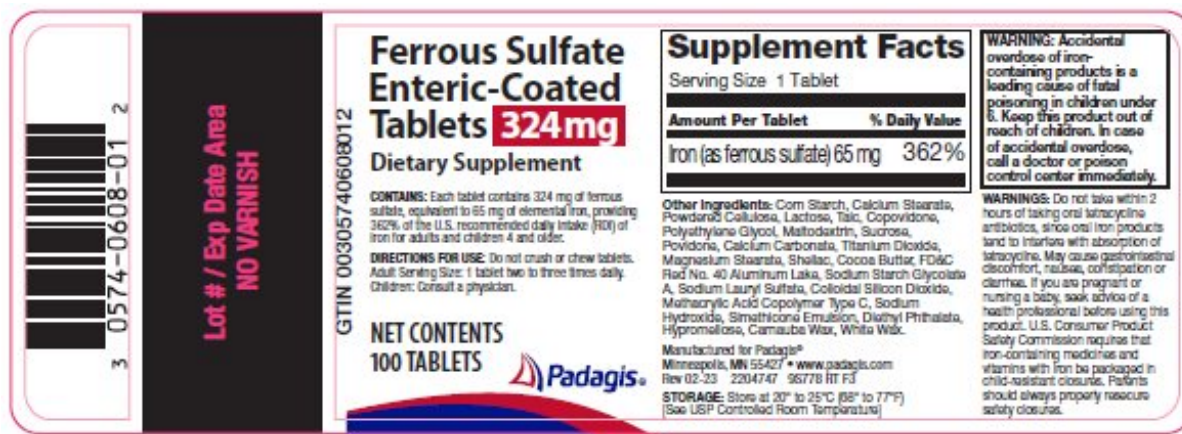 3 0574-0608-01 2
Lot # / Exp Date Area
NO VARNISH
GTIN 00305740608012
Ferrous Sulfate
Enteric-Coated
Tablets 324 mg
Dietary Supplement
CONTAINS: Each tablet contains 324 mg of ferrous
sulfate, equivalent to 65 mg of elemental iron, providing
362% of the U.S. recommended daily intake (RDI) of
iron for adults and children 4 and older.
DIRECTIONS FOR USE: Do not crush or chew tablets.
Adult Serving Size: 1 tablet two to three times daily.
Children: Consult a physician.
NET CONTENTS
100 TABLETS
Padagis®
Supplement Facts
Serving Size 1 Tablet
Amount Per Tablet % Daily Value
Iron (as ferrous sulfate) 65 mg 362%
Other Ingredients: Corn Starch, Calcium Stearate,
Powdered Cellulose, Lactose, Talc, Copovidone,
Polyethylene Glycol, Maltodextrin, Sucrose,
Povidone, Calcium Carbonate, Titanium Dioxide,
Magnesium Stearate, Shellac, Cocoa Butter, FD&C
Red No. 40 Aluminum Lake, Sodium Starch Glycolate
A, Sodium Lauryl Sulfate, Colloidal Silicon Dioxide,
Methacrylic Acid Copolymer Type C, Sodium
Hydroxide, Simethicone Emulsion, Diethyl Phthalate,
Hypromellose, Carnauba Wax, White Wax.
Manufactured for Padagis®
Minneapolis, MN 55427 • www.padagis.com
Rev 02-23 2204747 9S778 RT F3
STORAGE: Store at 20° to 25°C (68° to 77°F)
[See USP Controlled Room Temperature]
WARNING: Accidental
overdose of iron-
containing products is a
leading cause of fatal
poisoning in children under
6. Keep this product out of
reach of children. In case
of accidental overdose,
call a doctor or poison
control center immediately.
WARNINGS: Do not take within 2
hours of taking oral tetracycline
antibiotics, since oral iron products
tend to interfere with absorption of
tetracycline. May cause gastrointestinal
discomfort, nausea, constipation or
diarrhea. If you are pregnant or
nursing a baby, seek advice of a
health professional before using this
product. U.S. Consumer Product
Safety Commission requires that
iron-containing medicines and
vitamins with iron be packaged in
child-resistant closures. Parents
should always properly resecure
safety closures.